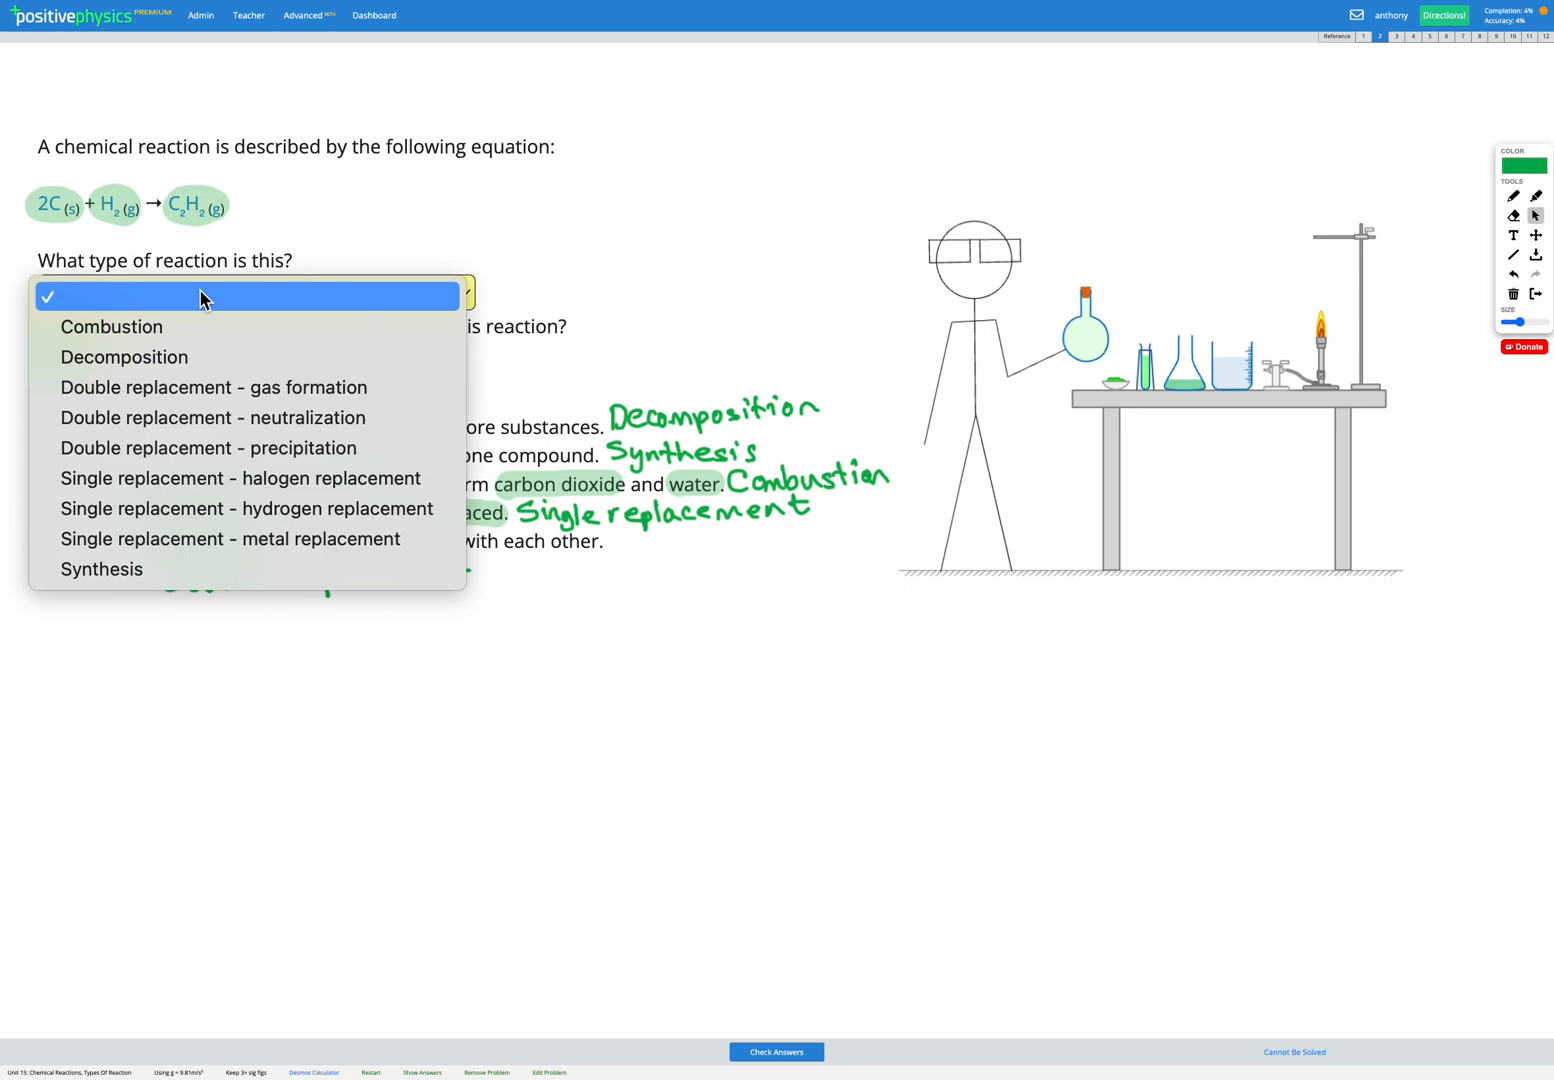 positivephysics PREMIUM Admin Teacher Advanced BETA Dashboard anthony Directions! Completion: 4%
Accuracy: 4%
Reference 1 2 3 4 5 6 7 8 9 10 11 12
A chemical reaction is described by the following equation:
2C (s) + H₂ (g) → C₂H₂ (g)
What type of reaction is this?
Combustion
is reaction?
Decomposition
Double replacement - gas formation
Double replacement - neutralization
ore substances. Decomposition
Double replacement - precipitation
one compound. Synthesis
Single replacement - halogen replacement
rm carbon dioxide and water. Combustion
Single replacement - hydrogen replacement
aced. Single replacement
Single replacement - metal replacement
with each other.
Synthesis
COLOR
TOOLS
T
SIZE
Donate
Check Answers
Cannot Be Solved
Unit 15: Chemical Reactions, Types Of Reaction Using g = 9.81m/s² Keep 3+ sig figs Desmos Calculator Restart Show Answers Remove Problem Edit Problem